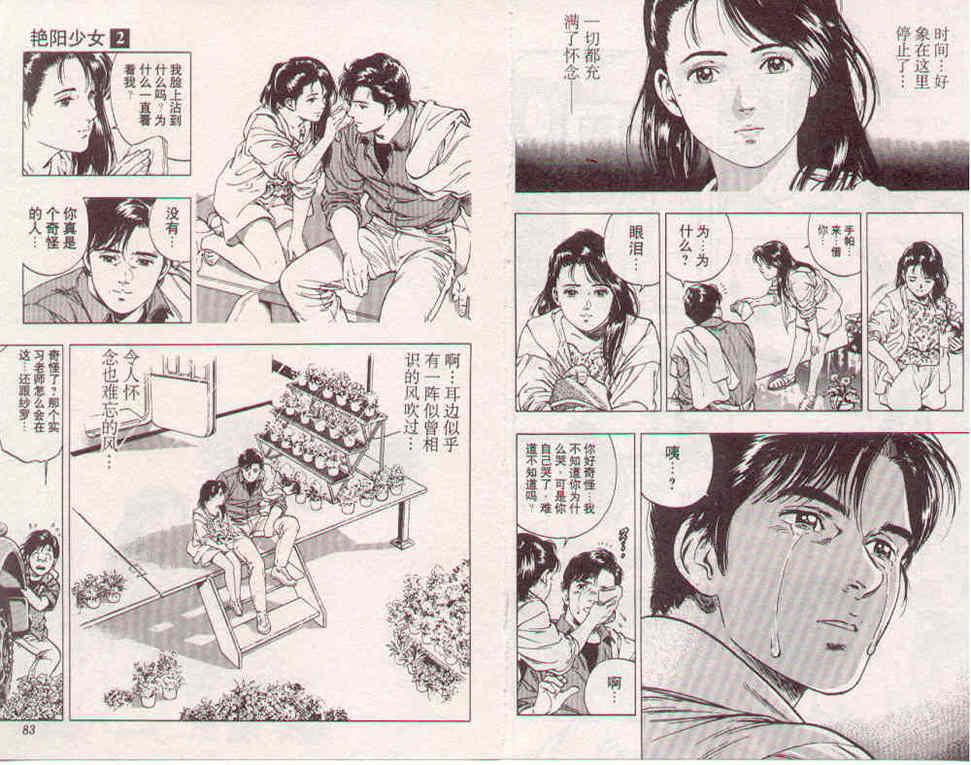 时间…好
象在这里
停止了…
一切都充
满了怀念——
手帕
来…借
你…
为…为
什么?
眼泪…
咦…?
你好奇怪…我
不知道你为什
么哭,可是你
自己哭了,难
道不知道吗?
啊…
艳阳少女 2
我脸上沾到
什么吗?为
什么一直看
看我?
没有…
你真是
个奇怪
的人…
啊…耳边似乎
有一阵似曾相
识的风吹过…
令人怀
念也难忘的风…
奇怪了?那个实
习老师怎么会在
这…还跟纱萝…
83